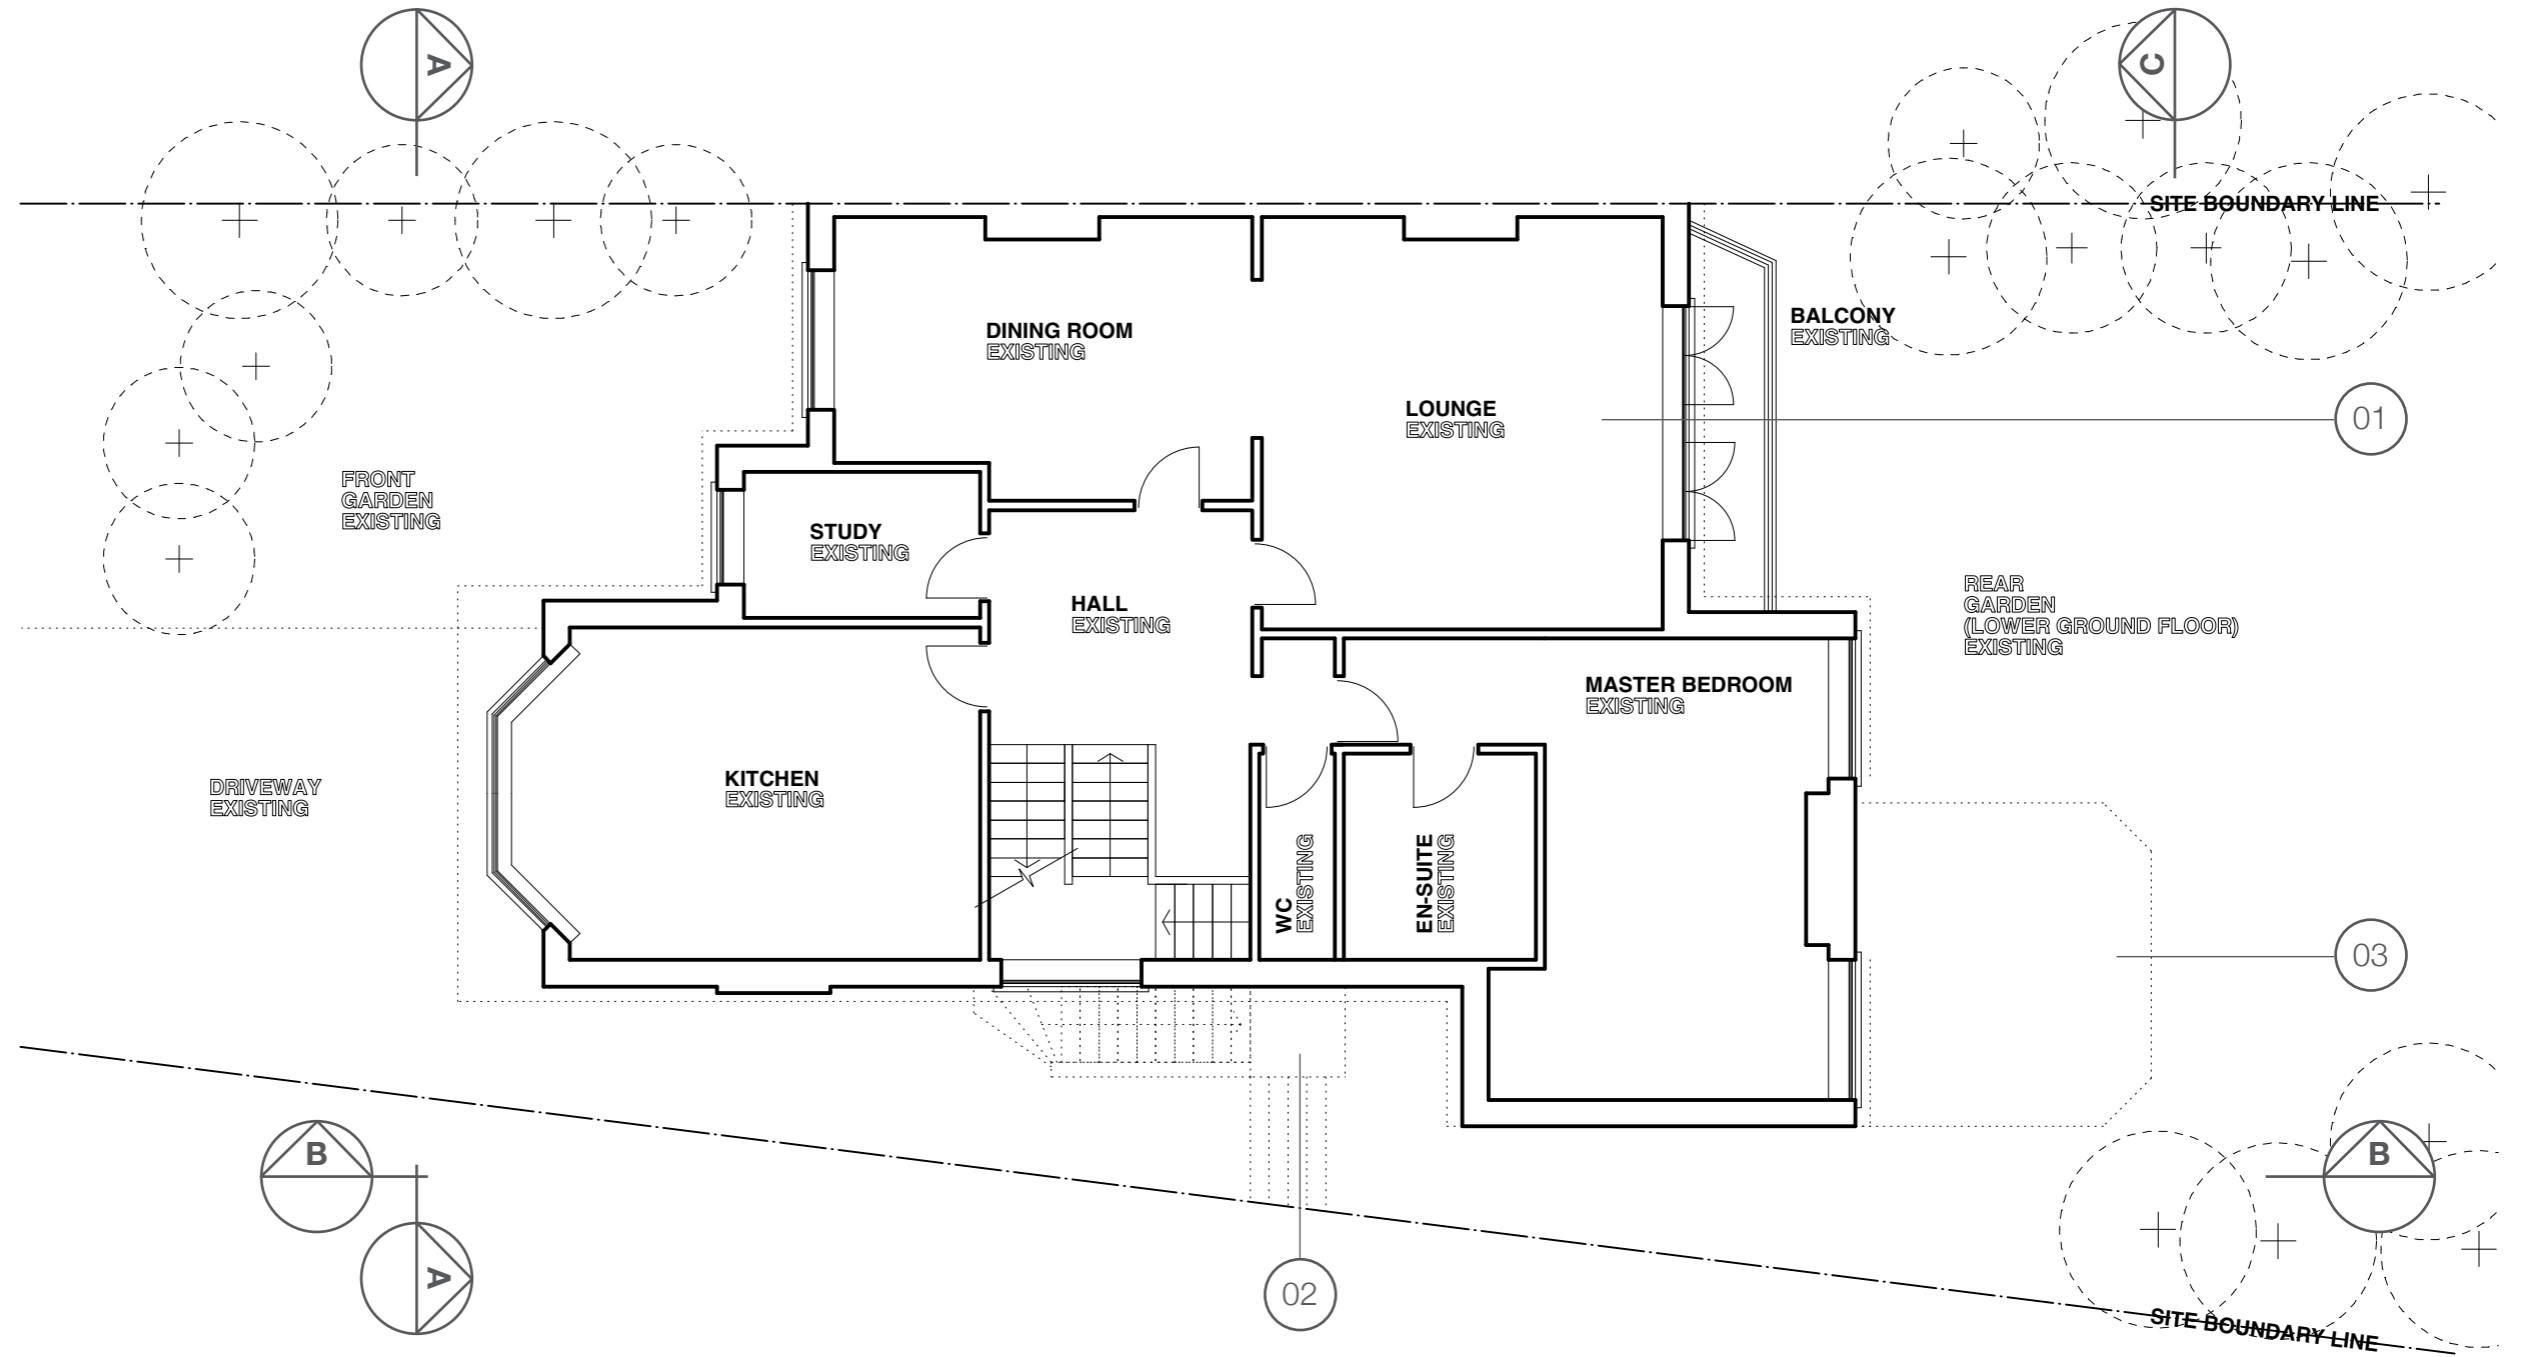 A
C
SITE BOUNDARY LINE
DINING ROOM
EXISTING
BALCONY
EXISTING
LOUNGE
EXISTING
01
FRONT
GARDEN
EXISTING
STUDY
EXISTING
HALL
EXISTING
REAR
GARDEN
(LOWER GROUND FLOOR)
EXISTING
MASTER BEDROOM
EXISTING
DRIVEWAY
EXISTING
KITCHEN
EXISTING
WC
EXISTING
EN-SUITE
EXISTING
03
B
B
A
02
SITE BOUNDARY LINE